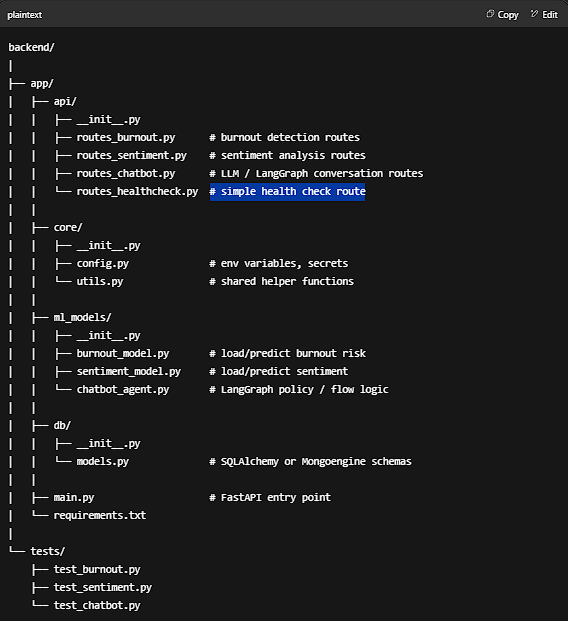 plaintext
Copy
Edit
backend/
│
├── app/
│   ├── api/
│   │   ├── __init__.py
│   │   ├── routes_burnout.py      # burnout detection routes
│   │   ├── routes_sentiment.py    # sentiment analysis routes
│   │   ├── routes_chatbot.py      # LLM / LangGraph conversation routes
│   │   └── routes_healthcheck.py  # simple health check route
│   │
│   ├── core/
│   │   ├── __init__.py
│   │   ├── config.py              # env variables, secrets
│   │   └── utils.py               # shared helper functions
│   │
│   ├── ml_models/
│   │   ├── __init__.py
│   │   ├── burnout_model.py       # load/predict burnout risk
│   │   ├── sentiment_model.py     # load/predict sentiment
│   │   └── chatbot_agent.py       # LangGraph policy / flow logic
│   │
│   ├── db/
│   │   ├── __init__.py
│   │   └── models.py              # SQLAlchemy or Mongoengine schemas
│   │
│   ├── main.py                    # FastAPI entry point
│   └── requirements.txt
│
└── tests/
    ├── test_burnout.py
    ├── test_sentiment.py
    └── test_chatbot.py